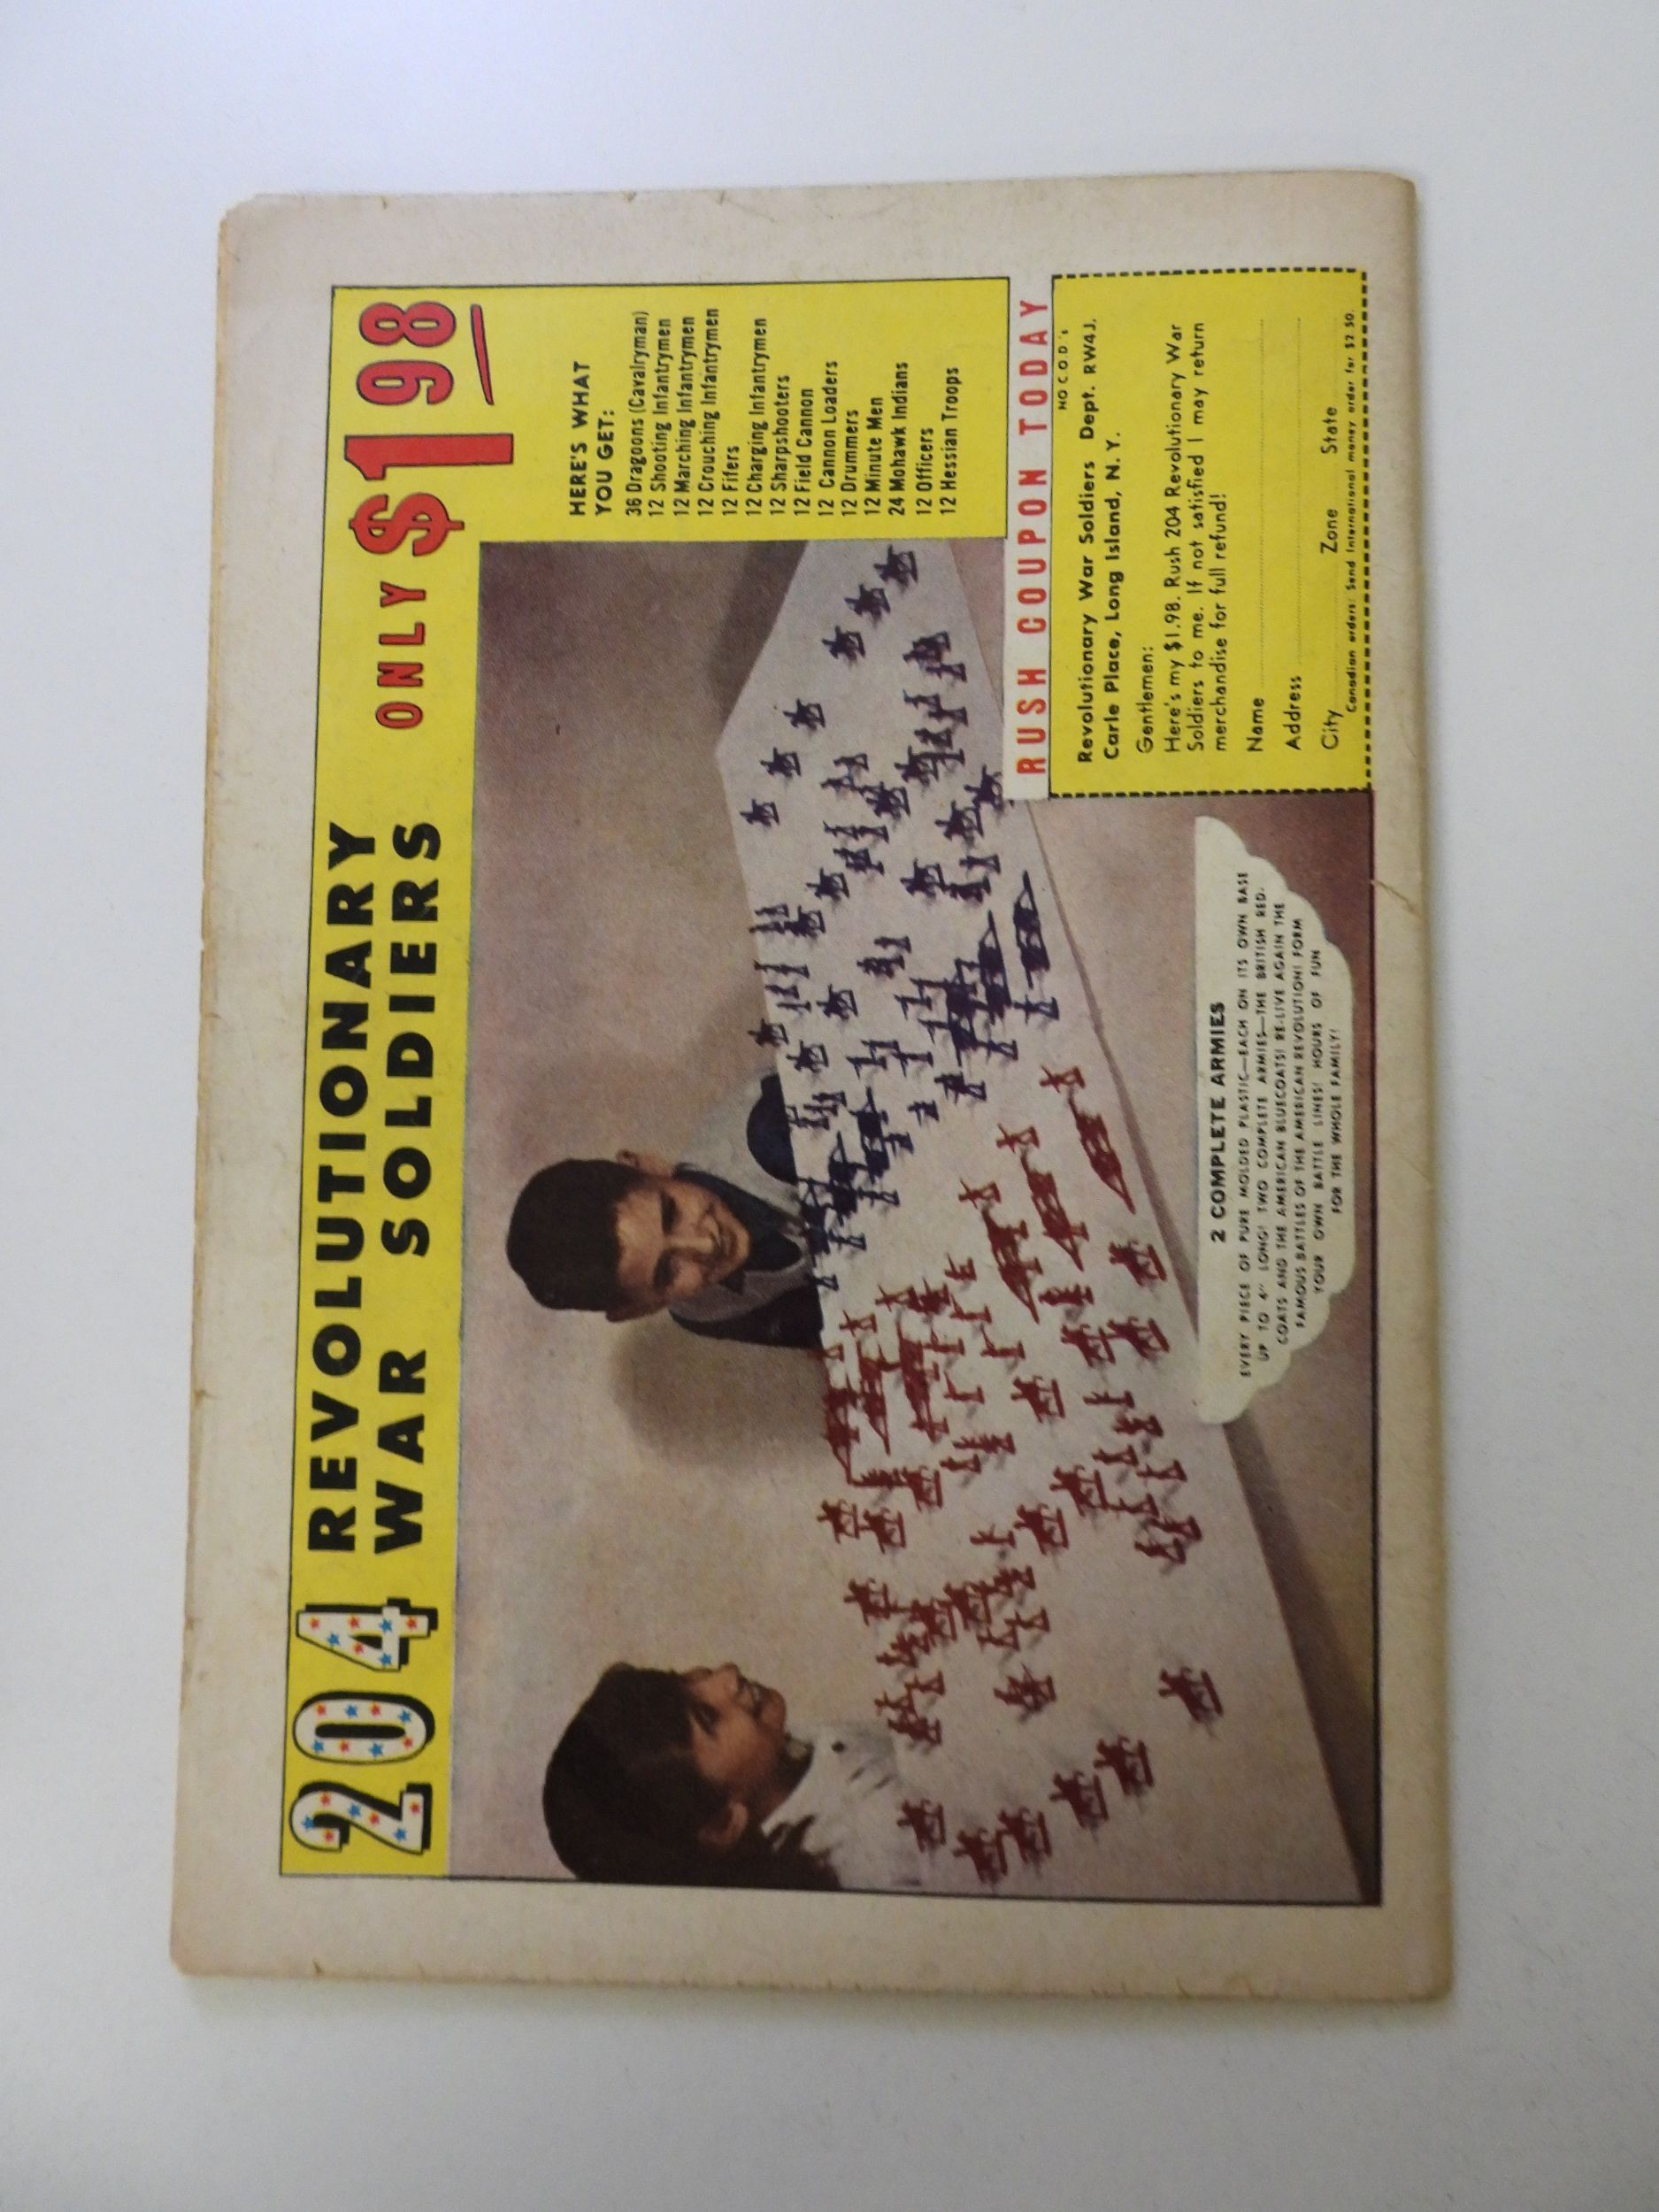 204 REVOLUTIONARY
WAR SOLDIERS
ONLY $1 98
HERE'S WHAT
YOU GET:
36 Dragoons (Cavalryman)
12 Shooting Infantrymen
12 Marching Infantrymen
12 Crouching Infantrymen
12 Fifers
12 Charging Infantrymen
12 Sharpshooters
12 Field Cannon
12 Cannon Loaders
12 Drummers
12 Minute Men
24 Mohawk Indians
12 Officers
12 Hessian Troops
RUSH COUPON TODAY
NO C.O.D.'s
Revolutionary War Soldiers Dept. RW4J.
Carle Place, Long Island, N. Y.
Gentlemen:
Here's my $1.98. Rush 204 Revolutionary War
Soldiers to me. If not satisfied I may return
merchandise for full refund!
Name
Address
City Zone State
Canadian orders: Send International money order for $2.50.
2 COMPLETE ARMIES
EVERY PIECE OF PURE MOLDED PLASTIC—EACH ON ITS OWN BASE
UP TO 4" LONG! TWO COMPLETE ARMIES—THE BRITISH RED-
COATS AND THE AMERICAN BLUECOATS! RE-LIVE AGAIN THE
FAMOUS BATTLES OF THE AMERICAN REVOLUTION! FORM
YOUR OWN BATTLE LINES! HOURS OF FUN
FOR THE WHOLE FAMILY!